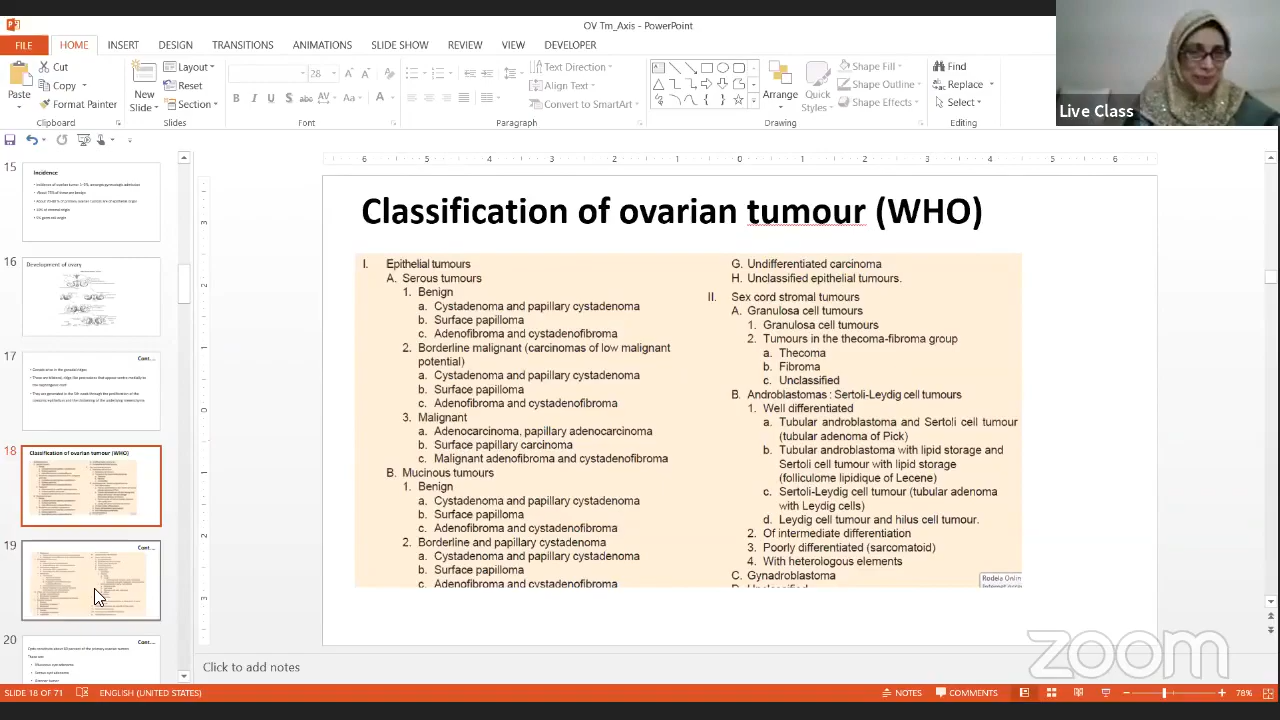 OV Tm_Axis - PowerPoint
FILE HOME INSERT DESIGN TRANSITIONS ANIMATIONS SLIDE SHOW REVIEW VIEW DEVELOPER
Paste
Cut
Copy
Format Painter
Clipboard
New Slide
Layout
Reset
Section
Slides
28
Font
Text Direction
Align Text
Convert to SmartArt
Paragraph
Arrange
Quick Styles
Shape Fill
Shape Outline
Shape Effects
Drawing
Find
Replace
Select
Editing
Live Class
15
Incidence
16
Development of ovary
17
Cont...
18
Classification of ovarian tumour (WHO)
19
Cont...
20
Cont...
Classification of ovarian tumour (WHO)
I. Epithelial tumours
A. Serous tumours
1. Benign
a. Cystadenoma and papillary cystadenoma
b. Surface papilloma
c. Adenofibroma and cystadenofibroma
2. Borderline malignant (carcinomas of low malignant
potential)
a. Cystadenoma and papillary cystadenoma
b. Surface papilloma
c. Adenofibroma and cystadenofibroma
3. Malignant
a. Adenocarcinoma, papillary adenocarcinoma
b. Surface papillary carcinoma
c. Malignant adenofibroma and cystadenofibroma
B. Mucinous tumours
1. Benign
a. Cystadenoma and papillary cystadenoma
b. Surface papilloma
c. Adenofibroma and cystadenofibroma
2. Borderline and papillary cystadenoma
a. Cystadenoma and papillary cystadenoma
b. Surface papilloma
c. Adenofibroma and cystadenofibroma
G. Undifferentiated carcinoma
H. Unclassified epithelial tumours.
II. Sex cord stromal tumours
A. Granulosa cell tumours
1. Granulosa cell tumours
2. Tumours in the thecoma-fibroma group
a. Thecoma
b. Fibroma
c. Unclassified
B. Androblastomas : Sertoli-Leydig cell tumours
1. Well differentiated
a. Tubular androblastoma and Sertoli cell tumour
(tubular adenoma of Pick)
b. Tubular androblastoma with lipid storage and
Sertoli cell tumour with lipid storage
(folliculome lipidique of Lecene)
c. Sertoli-Leydig cell tumour (tubular adenoma
with Leydig cells)
d. Leydig cell tumour and hilus cell tumour.
2. Of intermediate differentiation
3. Poorly differentiated (sarcomatoid)
4. With heterologous elements
C. Gynadroblastoma
zoom
Click to add notes
SLIDE 18 OF 71 ENGLISH (UNITED STATES) NOTES COMMENTS 78%